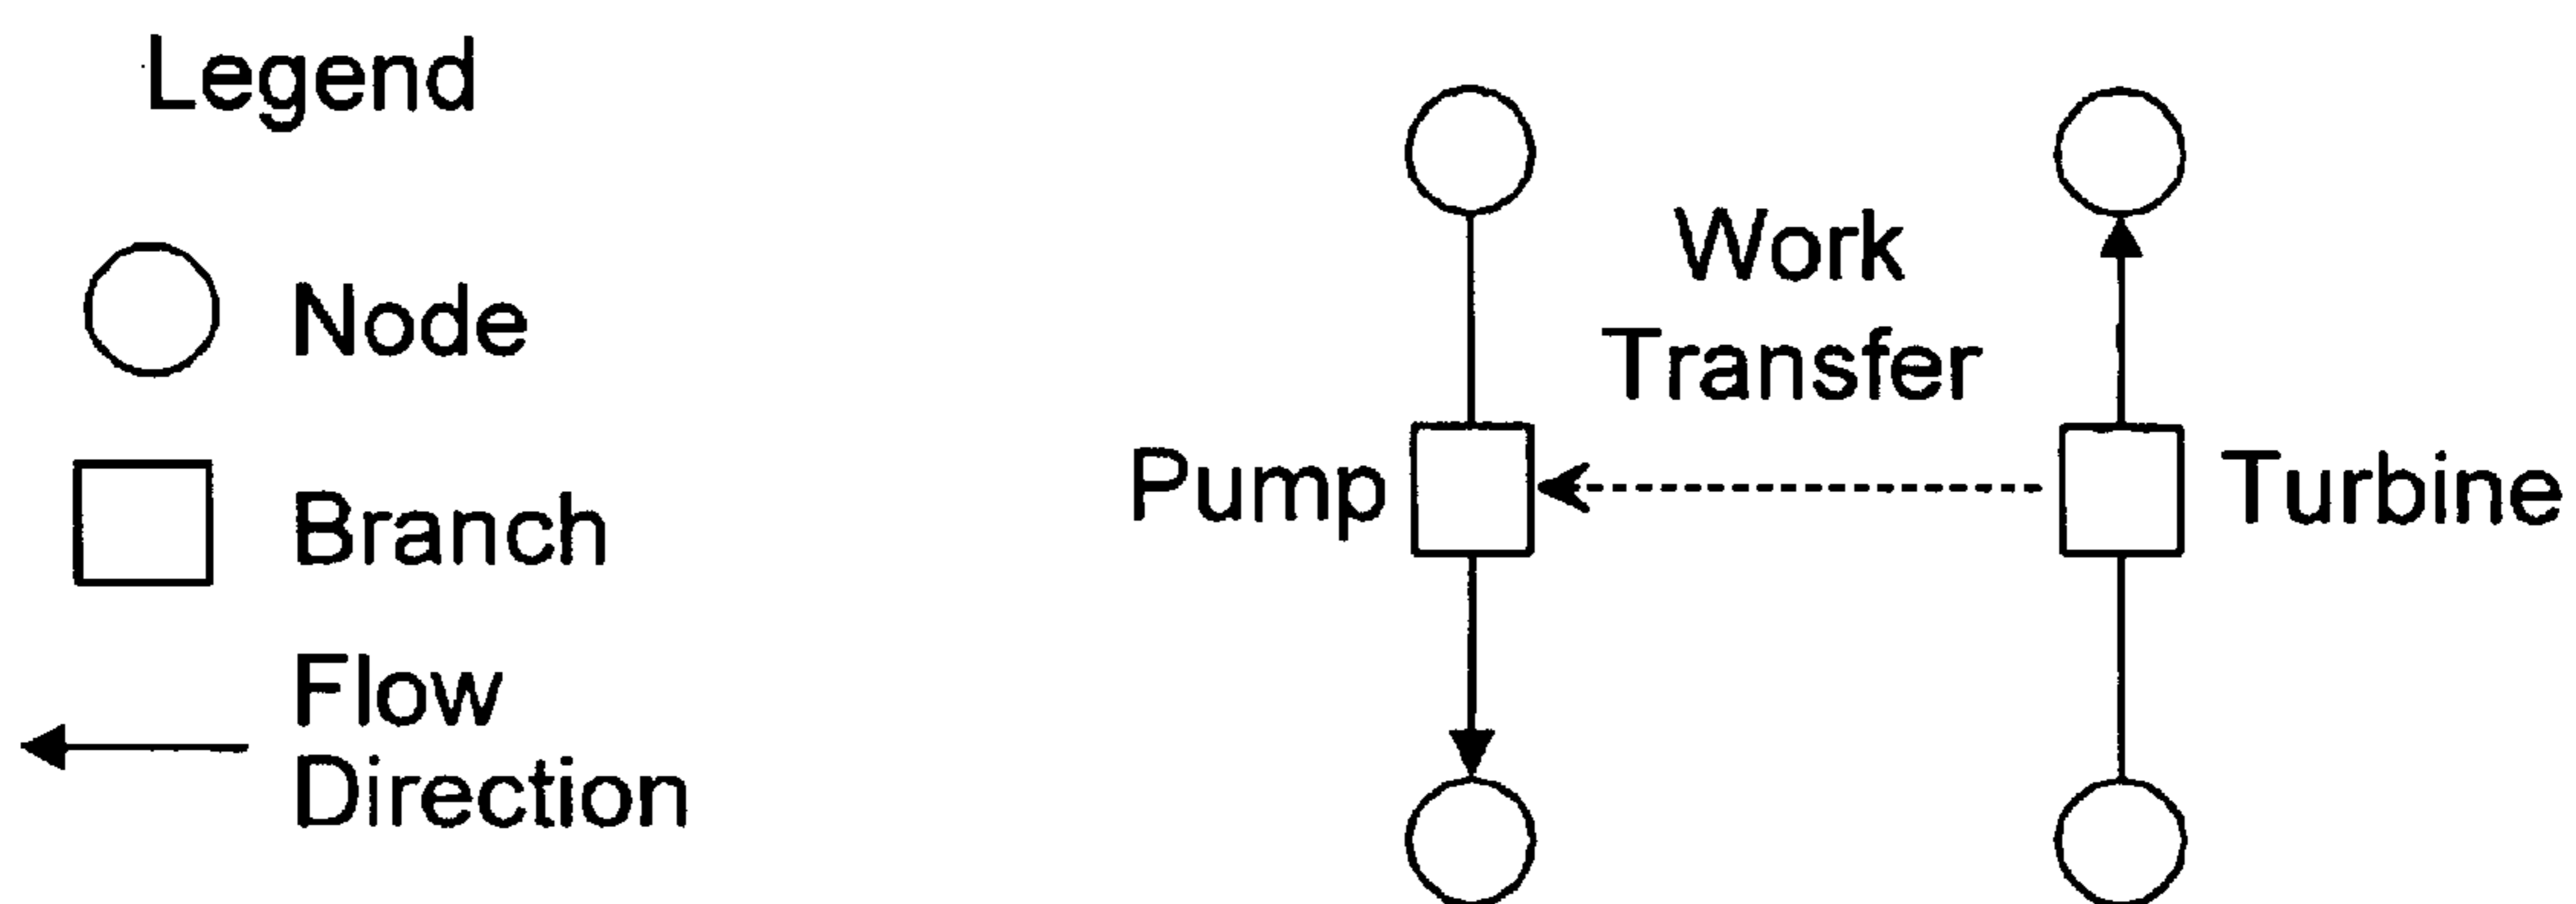 Legend
Node
Branch
Flow
Direction
Work
Transfer
Pump
Turbine